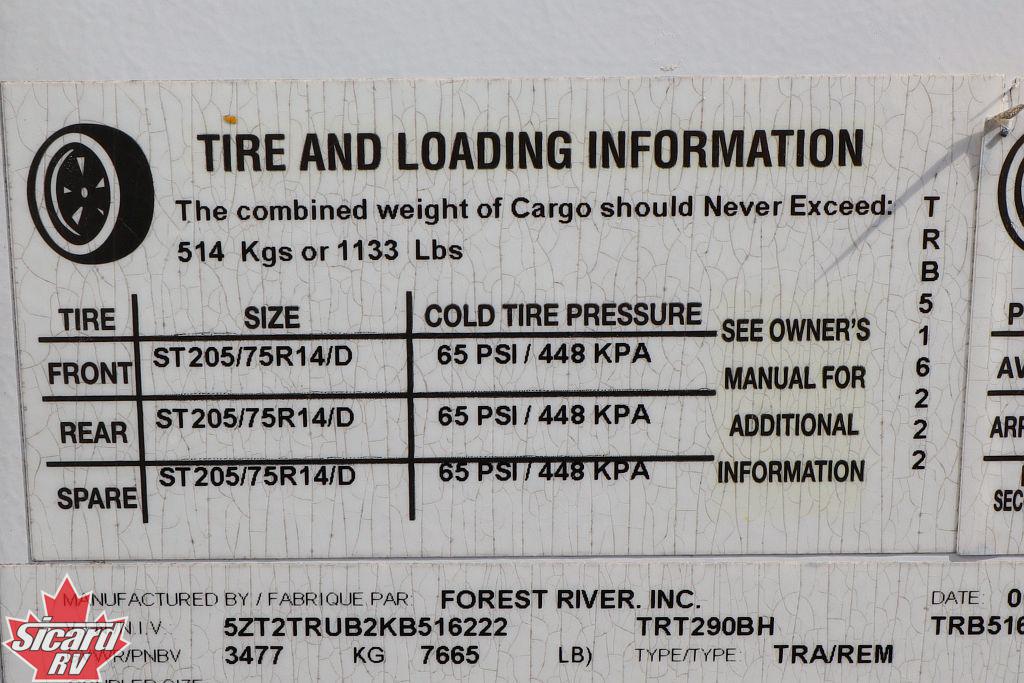 TIRE AND LOADING INFORMATION
The combined weight of Cargo should Never Exceed:
514 Kgs or 1133 Lbs
TIRE SIZE COLD TIRE PRESSURE
FRONT ST205/75R14/D 65 PSI / 448 KPA
REAR ST205/75R14/D 65 PSI / 448 KPA
SPARE ST205/75R14/D 65 PSI / 448 KPA
SEE OWNER'S
MANUAL FOR
ADDITIONAL
INFORMATION
TRB516222
MANUFACTURED BY / FABRIQUE PAR: FOREST RIVER. INC. DATE: 0
N.I.V. 5ZT2TRUB2KB516222 TRT290BH TRB516
/PNBV 3477 KG 7665 LB) TYPE/TYPE: TRA/REM
Sicard
RV